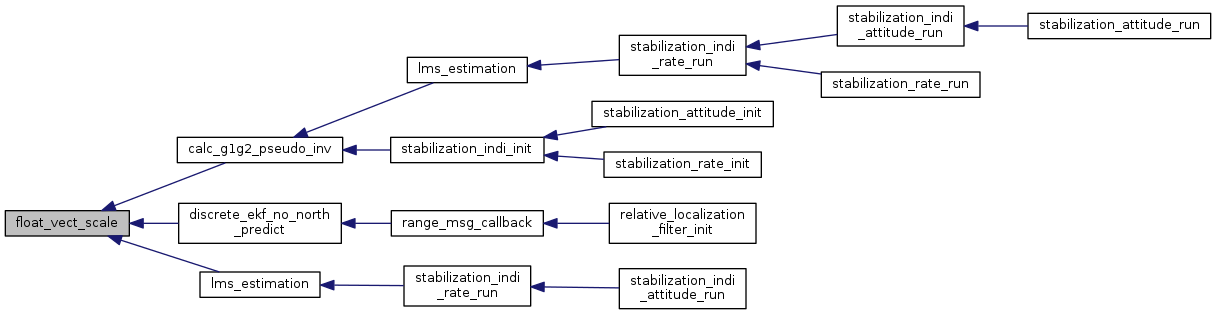 stabilization_indi
_attitude_run
stabilization_attitude_run
stabilization_indi
_rate_run
lms_estimation
stabilization_rate_run
stabilization_attitude_init
calc_g1g2_pseudo_inv
stabilization_indi_init
stabilization_rate_init
float_vect_scale
discrete_ekf_no_north
_predict
range_msg_callback
relative_localization
_filter_init
lms_estimation
stabilization_indi
_rate_run
stabilization_indi
_attitude_run